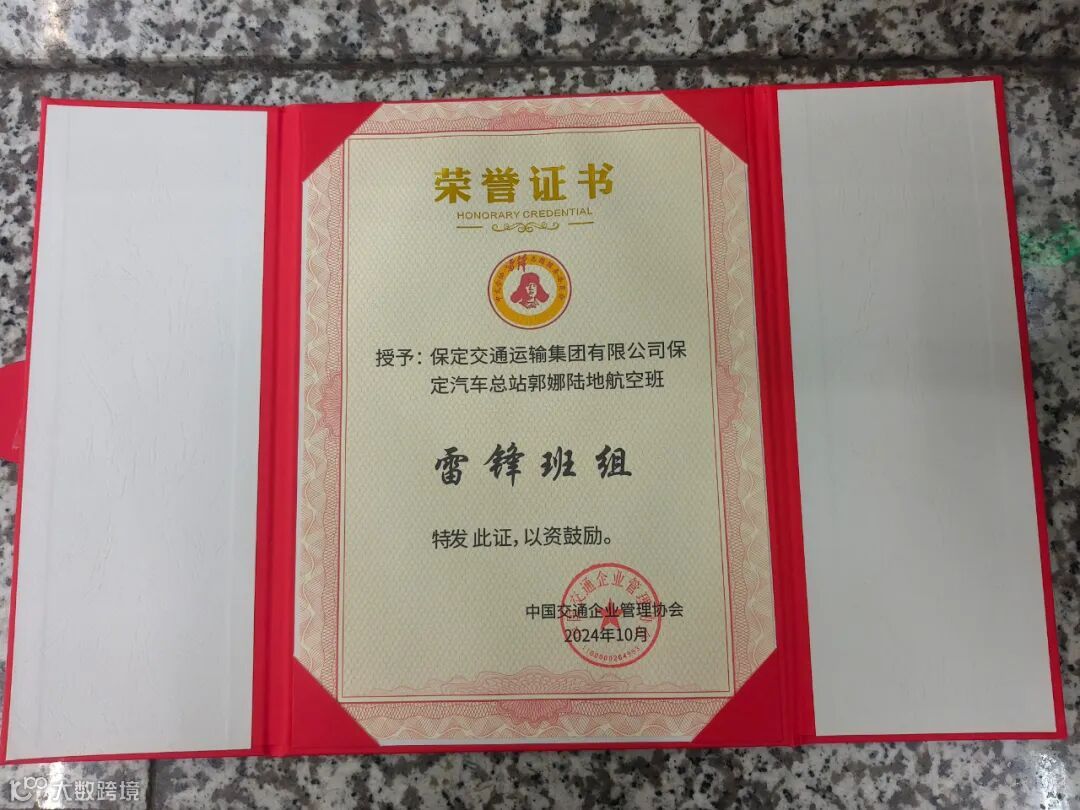 荣誉证书
HONORARY CREDENTIAL
授予：保定交通运输集团有限公司保
定汽车总站郭娜陆地航空班
雷锋班组
特发此证，以资鼓励。
中国交通企业管理协会
2024年10月
大数跨境